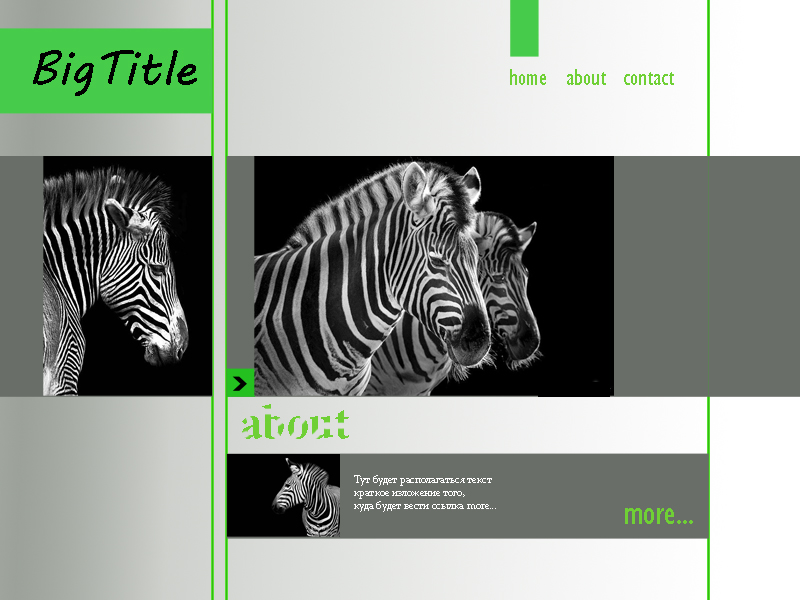 BigTitle
home about contact
about
Тут будет располагаться текст
краткое изложение того,
куда будет вести ссылка more...
more...